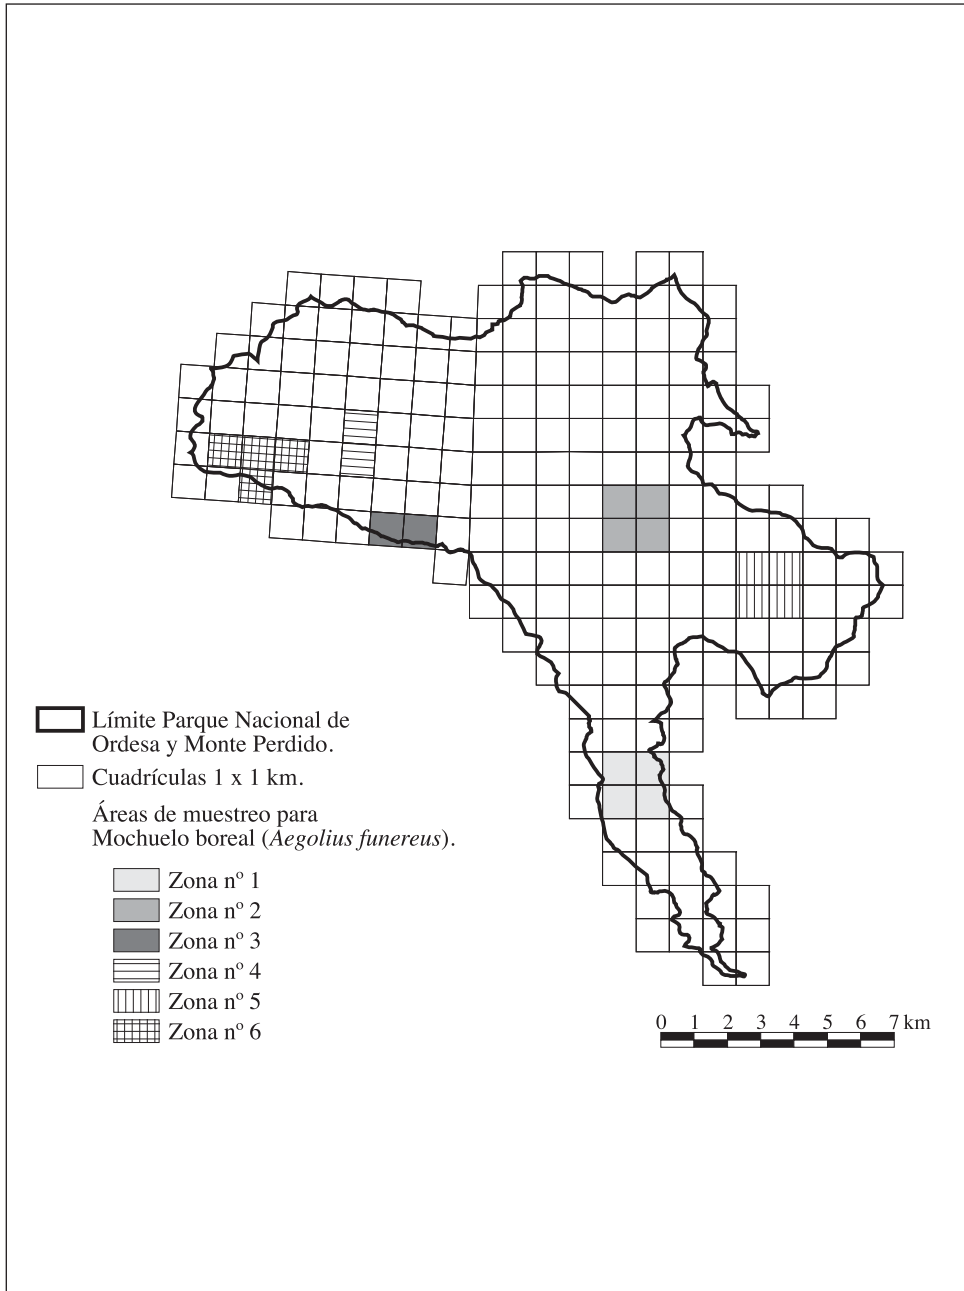 Límite Parque Nacional de
Ordesa y Monte Perdido.
Cuadrículas 1 x 1 km.
Áreas de muestreo para
Mochuelo boreal (Aegolius funereus).
Zona nº 1
Zona nº 2
Zona nº 3
Zona nº 4
Zona nº 5
Zona nº 6
0 1 2 3 4 5 6 7 km